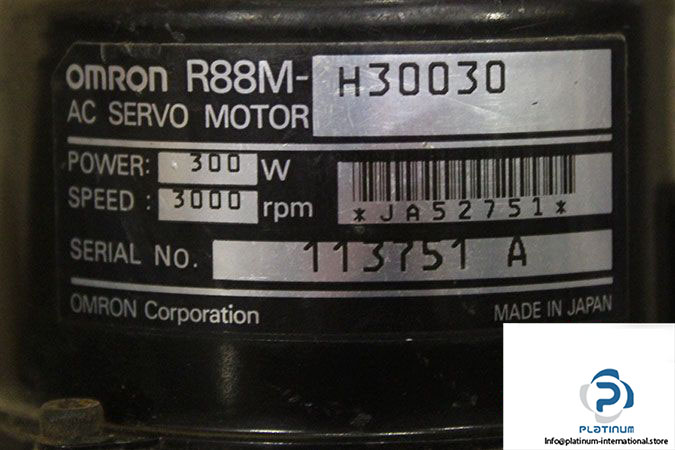 OMRON R88M-H30030
AC SERVO MOTOR
POWER: 300 W
SPEED : 3000 rpm
*JA52751*
SERIAL NO. 113751 A
OMRON Corporation
MADE IN JAPAN
PLATINUM
Info@platinum-international.store